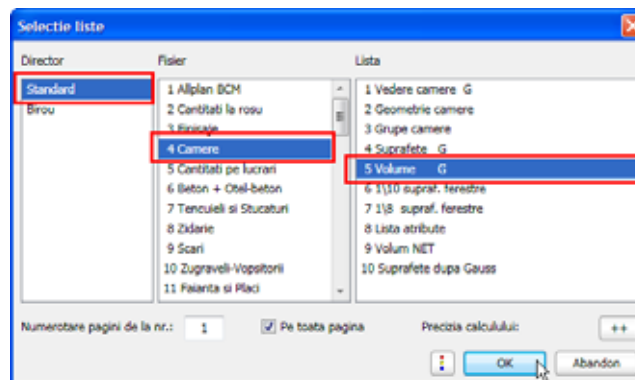 Selectie liste
Director
Fisier
Lista
Standard
Birou
1 Allplan BCM
2 Cantitati la rosu
3 Finisaje
4 Camere
5 Cantitati pe lucrari
6 Beton + Otel-beton
7 Tencuieli si Stucaturi
8 Zidarie
9 Scari
10 Zugraveli-Vopsitorii
11 Faianta si Placi
1 Vedere camere G
2 Geometrie camere
3 Grupe camere
4 Suprafete G
5 Volume G
6 1\10 supraf. ferestre
7 1\8 supraf. ferestre
8 Lista atribute
9 Volum NET
10 Suprafete dupa Gauss
Numerotare pagini de la nr.: 1
Pe toata pagina
Precizia calculului: ++
OK
Abandon